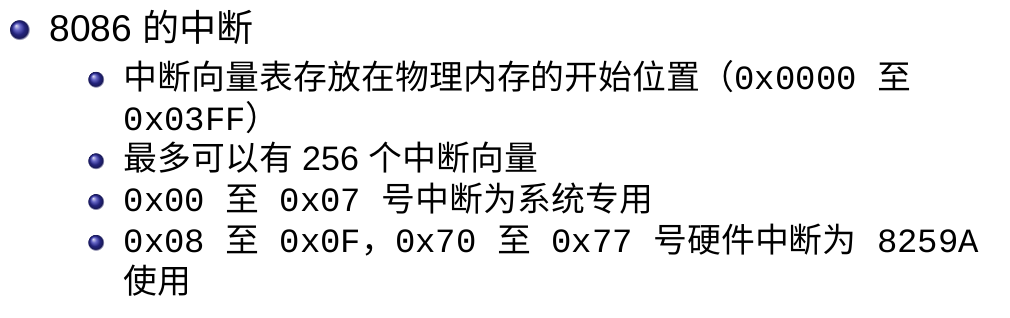 8086 的中断
中断向量表存放在物理内存的开始位置（0x0000 至
0x03FF）
最多可以有 256 个中断向量
0x00 至 0x07 号中断为系统专用
0x08 至 0x0F，0x70 至 0x77 号硬件中断为 8259A
使用